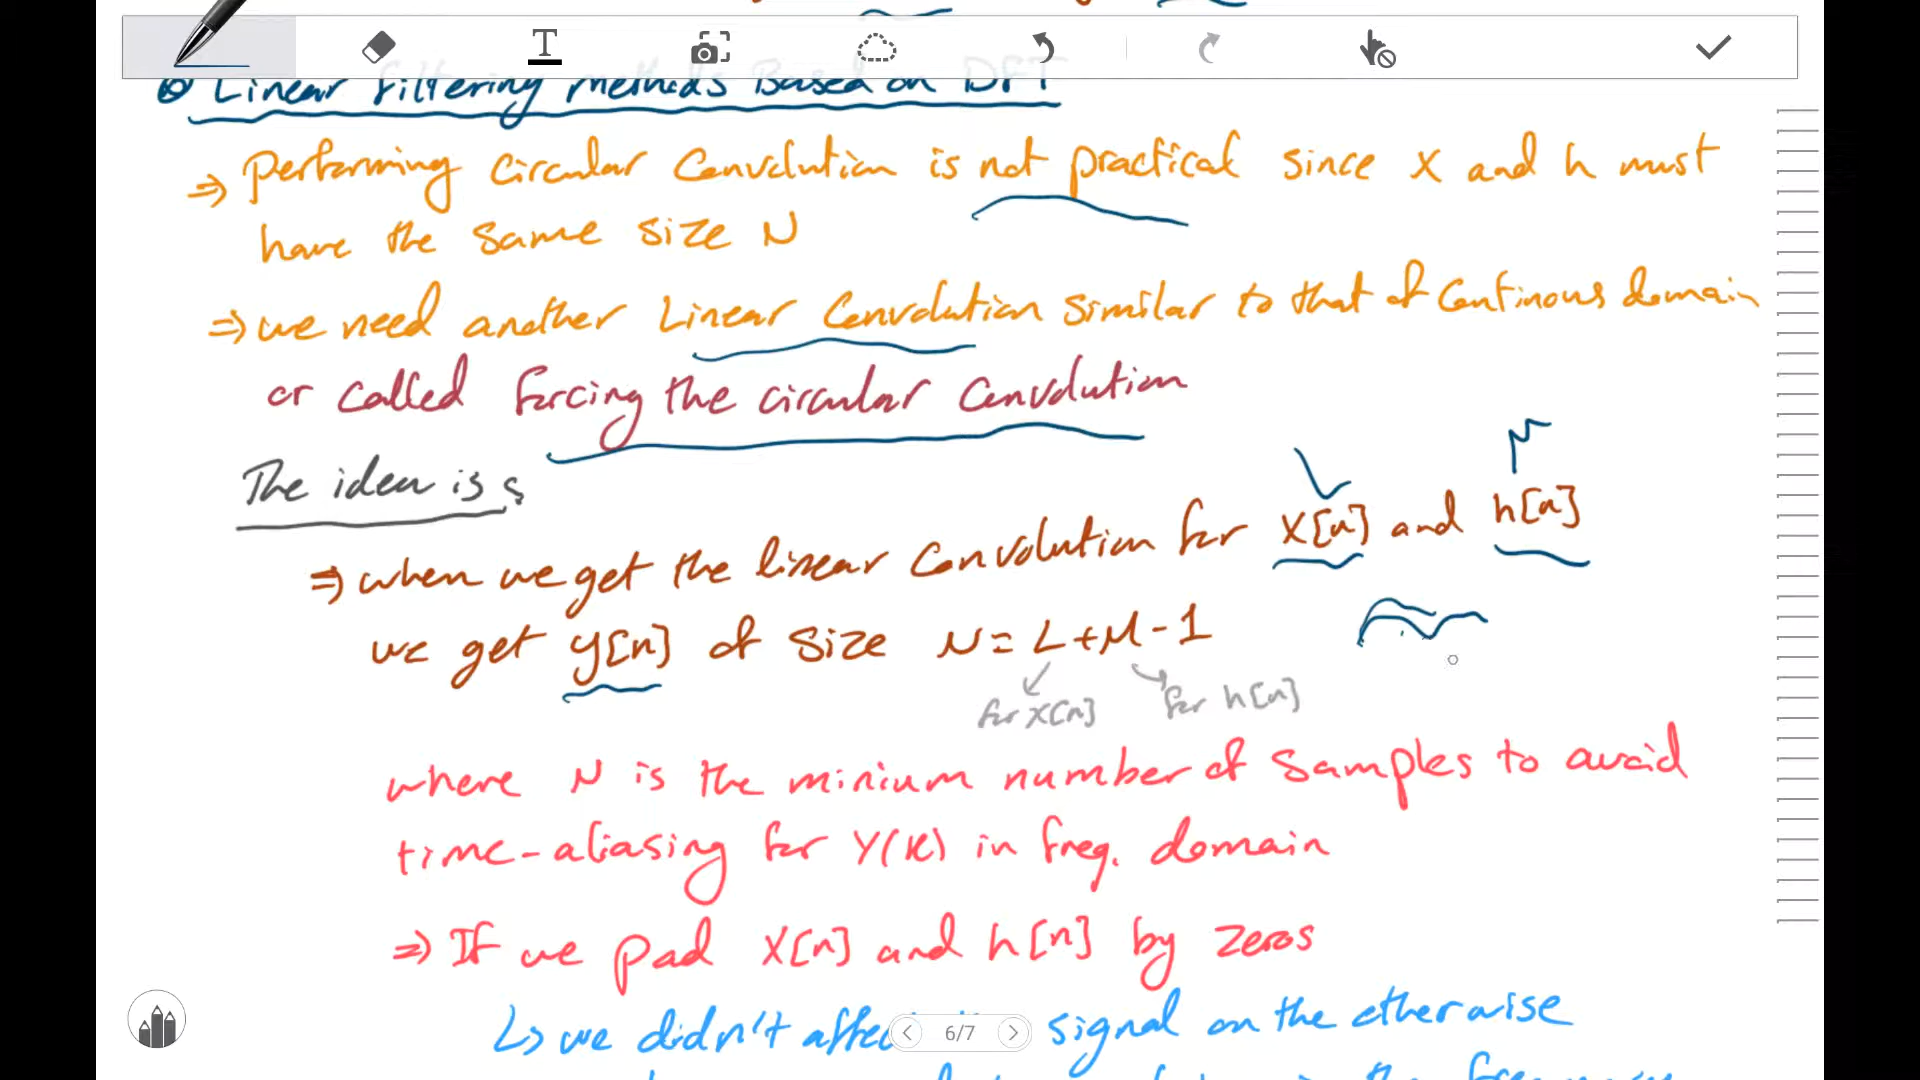 Linear Filtering methods Based on DFT
⇒ Performing Circular Convolution is not practical since X and h must
have the same size N
⇒ we need another Linear Convolution similar to that of Continous domain
or called forcing the circular Convolution
The idea is :
⇒ when we get the linear Convolution for X[n] and h[n]
L M
we get y[n] of size N = L + M - 1
for X[n] for h[n]
where N is the minium number of samples to avoid
time-aliasing for Y(K) in freq. domain
⇒ If we pad X[n] and h[n] by zeros
↳ we didn't signal on the otherwise
6/7
T